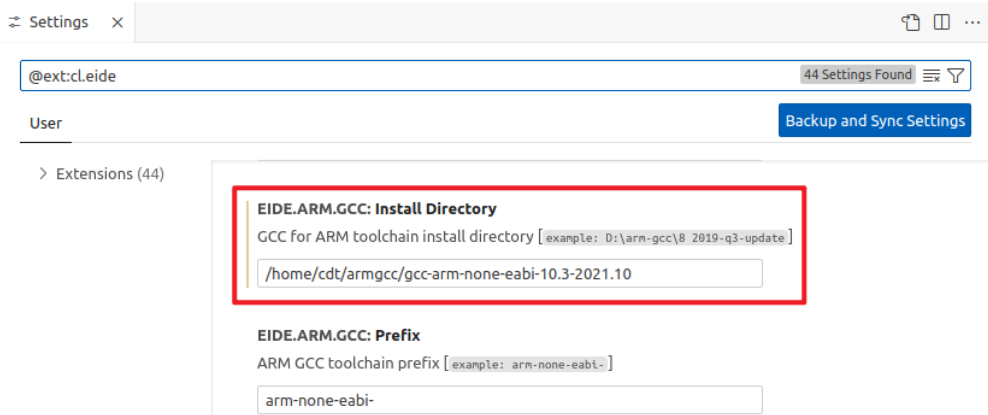 Settings
@ext:cl.eide
44 Settings Found
User
Backup and Sync Settings
Extensions (44)
EIDE.ARM.GCC: Install Directory
GCC for ARM toolchain install directory [example: D:\arm-gcc\8 2019-q3-update]
/home/cdt/armgcc/gcc-arm-none-eabi-10.3-2021.10
EIDE.ARM.GCC: Prefix
ARM GCC toolchain prefix [example: arm-none-eabi-]
arm-none-eabi-